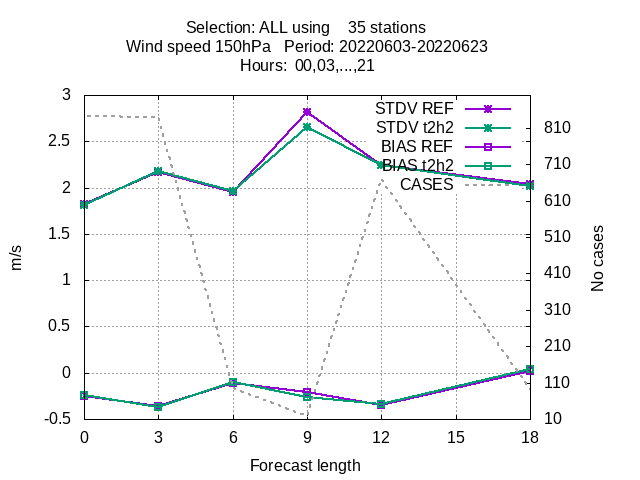 Selection: ALL using    35 stations
Wind speed 150hPa   Period: 20220603-20220623
Hours:  00,03,...,21
3
2.5
2
1.5
1
0.5
0
-0.5
m/s
STDV REF
STDV t2h2
BIAS REF
BIAS t2h2
CASES
810
710
610
510
410
310
210
110
10
No cases
0 3 6 9 12 15 18
Forecast length